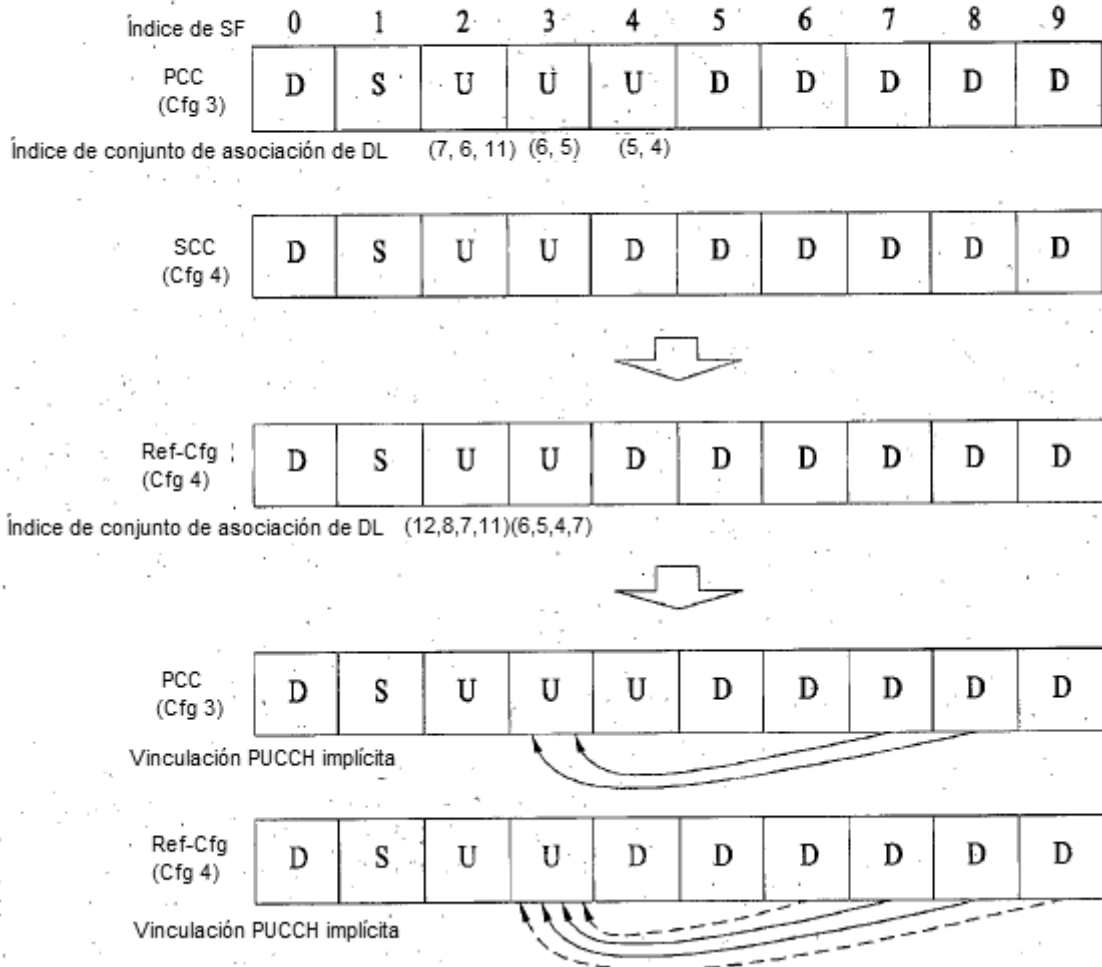 Índice de SF 0 1 2 3 4 5 6 7 8 9
PCC
(Cfg 3)
D S U U U D D D D D
Índice de conjunto de asociación de DL (7, 6, 11) (6, 5) (5, 4)
SCC
(Cfg 4)
D S U U D D D D D D
Ref-Cfg
(Cfg 4)
D S U U D D D D D D
Índice de conjunto de asociación de DL (12,8,7,11)(6,5,4,7)
PCC
(Cfg 3)
D S U U U D D D D D
Vinculación PUCCH implícita
Ref-Cfg
(Cfg 4)
D S U U D D D D D D
Vinculación PUCCH implícita